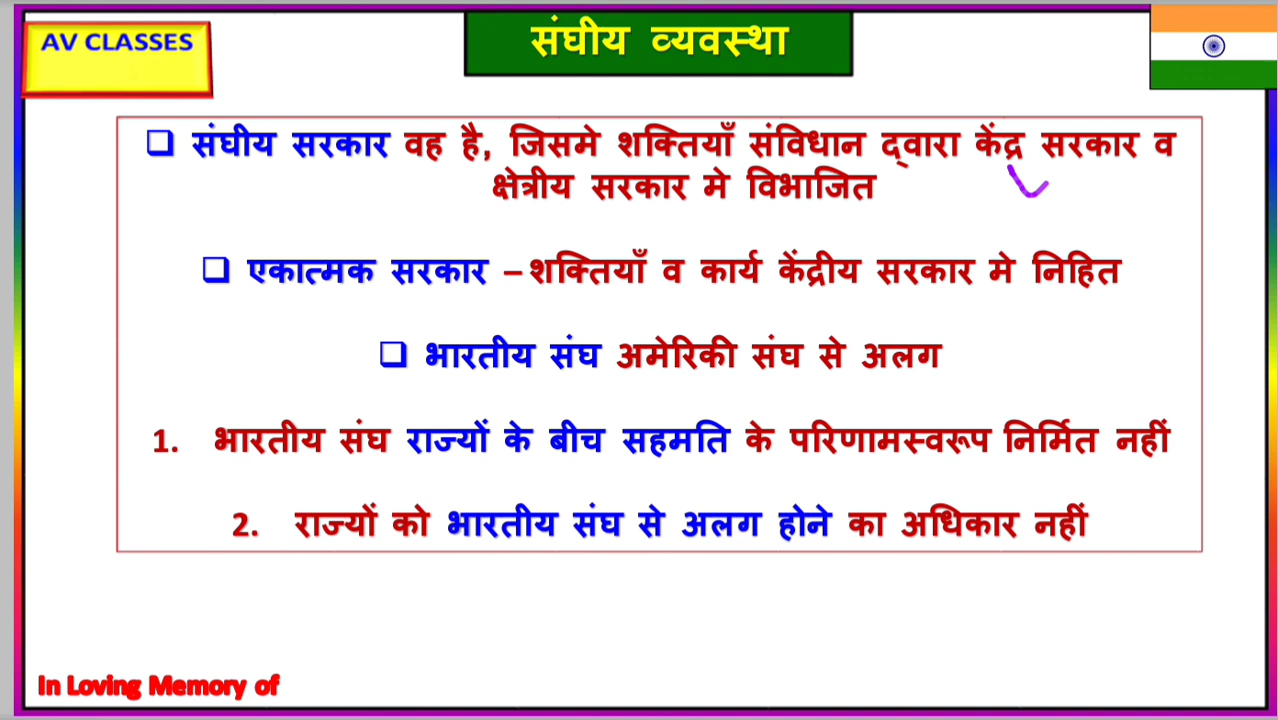 AV CLASSES
संघीय व्यवस्था
❑ संघीय सरकार वह है, जिसमे शक्तियाँ संविधान द्वारा केंद्र सरकार व
क्षेत्रीय सरकार मे विभाजित
❑ एकात्मक सरकार – शक्तियाँ व कार्य केंद्रीय सरकार मे निहित
❑ भारतीय संघ अमेरिकी संघ से अलग
1. भारतीय संघ राज्यों के बीच सहमति के परिणामस्वरूप निर्मित नहीं
2. राज्यों को भारतीय संघ से अलग होने का अधिकार नहीं
In Loving Memory of